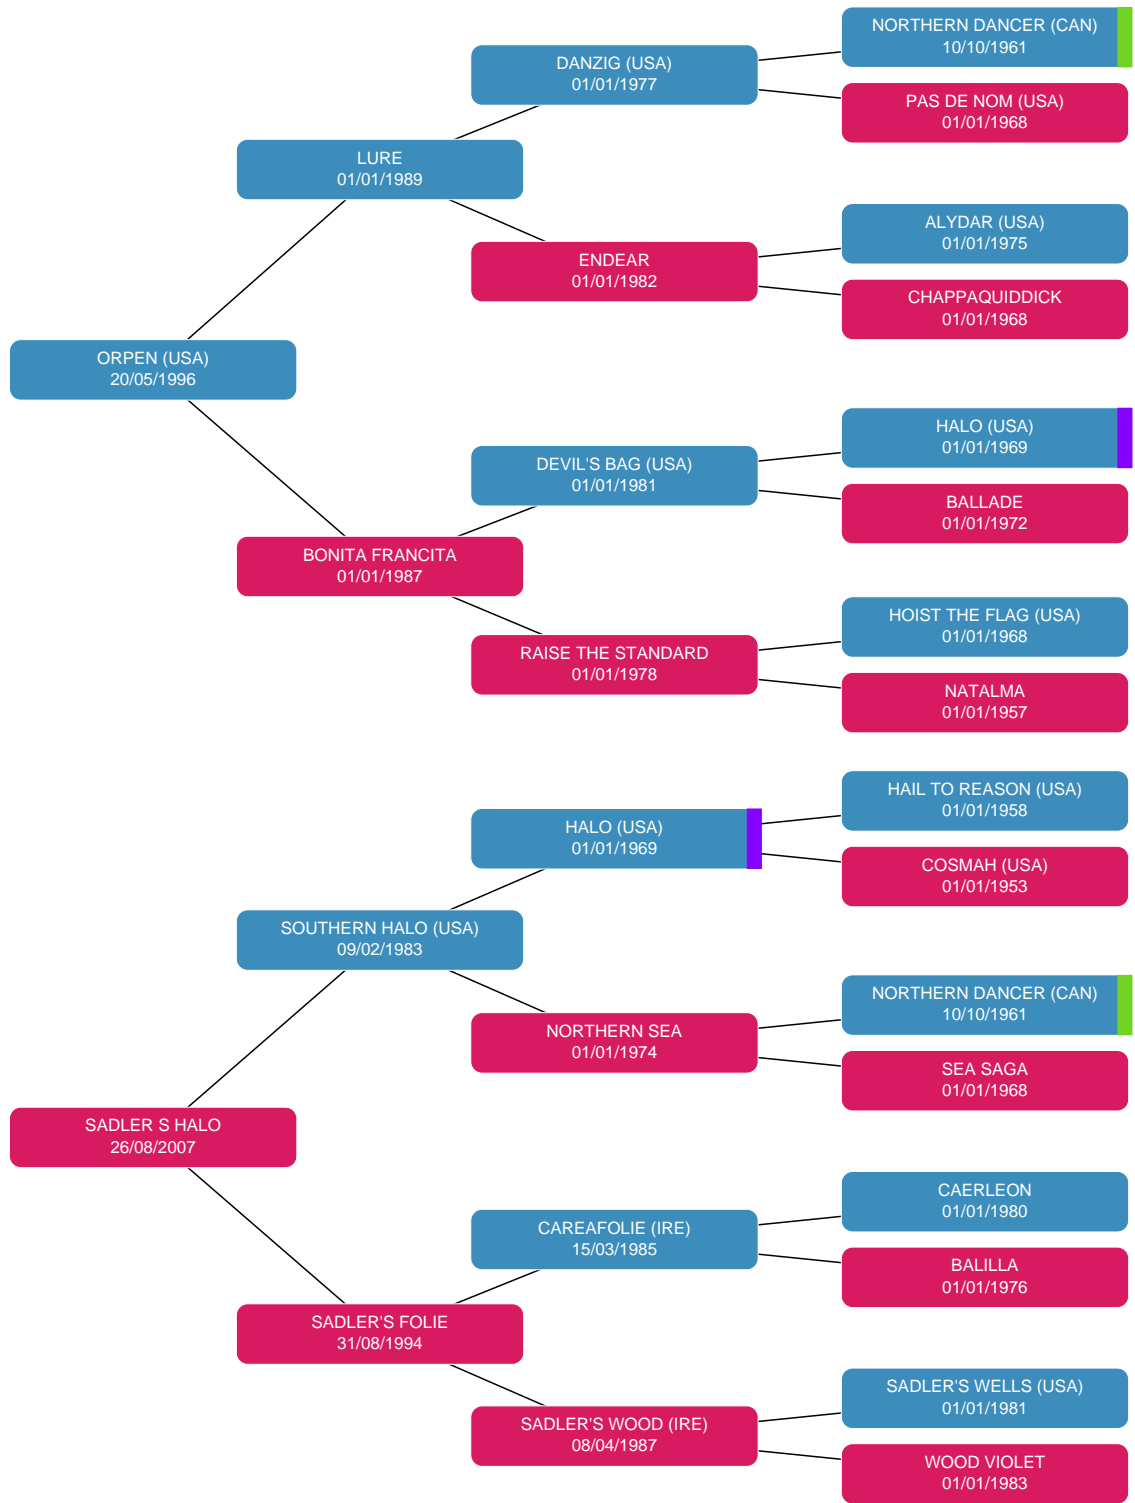 NORTHERN DANCER (CAN)
10/10/1961
DANZIG (USA)
01/01/1977
PAS DE NOM (USA)
01/01/1968
LURE
01/01/1989
ALYDAR (USA)
01/01/1975
ENDEAR
01/01/1982
CHAPPAQUIDDICK
01/01/1968
ORPEN (USA)
20/05/1996
HALO (USA)
01/01/1969
DEVIL'S BAG (USA)
01/01/1981
BALLADE
01/01/1972
BONITA FRANCITA
01/01/1987
HOIST THE FLAG (USA)
01/01/1968
RAISE THE STANDARD
01/01/1978
NATALMA
01/01/1957
HAIL TO REASON (USA)
01/01/1958
HALO (USA)
01/01/1969
COSMAH (USA)
01/01/1953
SOUTHERN HALO (USA)
09/02/1983
NORTHERN DANCER (CAN)
10/10/1961
NORTHERN SEA
01/01/1974
SEA SAGA
01/01/1968
SADLER S HALO
26/08/2007
CAERLEON
01/01/1980
CAREAFOLIE (IRE)
15/03/1985
BALILLA
01/01/1976
SADLER'S FOLIE
31/08/1994
SADLER'S WELLS (USA)
01/01/1981
SADLER'S WOOD (IRE)
08/04/1987
WOOD VIOLET
01/01/1983